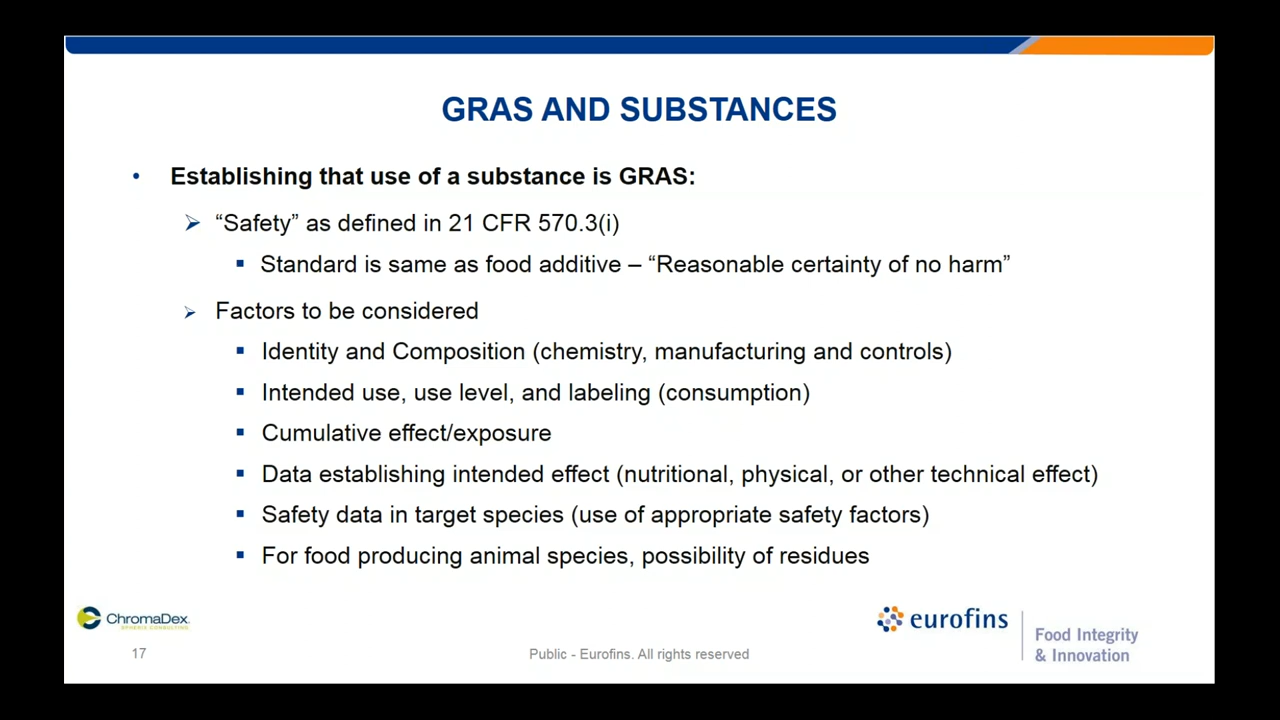 GRAS AND SUBSTANCES
• Establishing that use of a substance is GRAS:
➢ “Safety” as defined in 21 CFR 570.3(i)
▪ Standard is same as food additive – “Reasonable certainty of no harm”
➢ Factors to be considered
▪ Identity and Composition (chemistry, manufacturing and controls)
▪ Intended use, use level, and labeling (consumption)
▪ Cumulative effect/exposure
▪ Data establishing intended effect (nutritional, physical, or other technical effect)
▪ Safety data in target species (use of appropriate safety factors)
▪ For food producing animal species, possibility of residues
ChromaDex
eurofins
Food Integrity
& Innovation
17
Public - Eurofins. All rights reserved